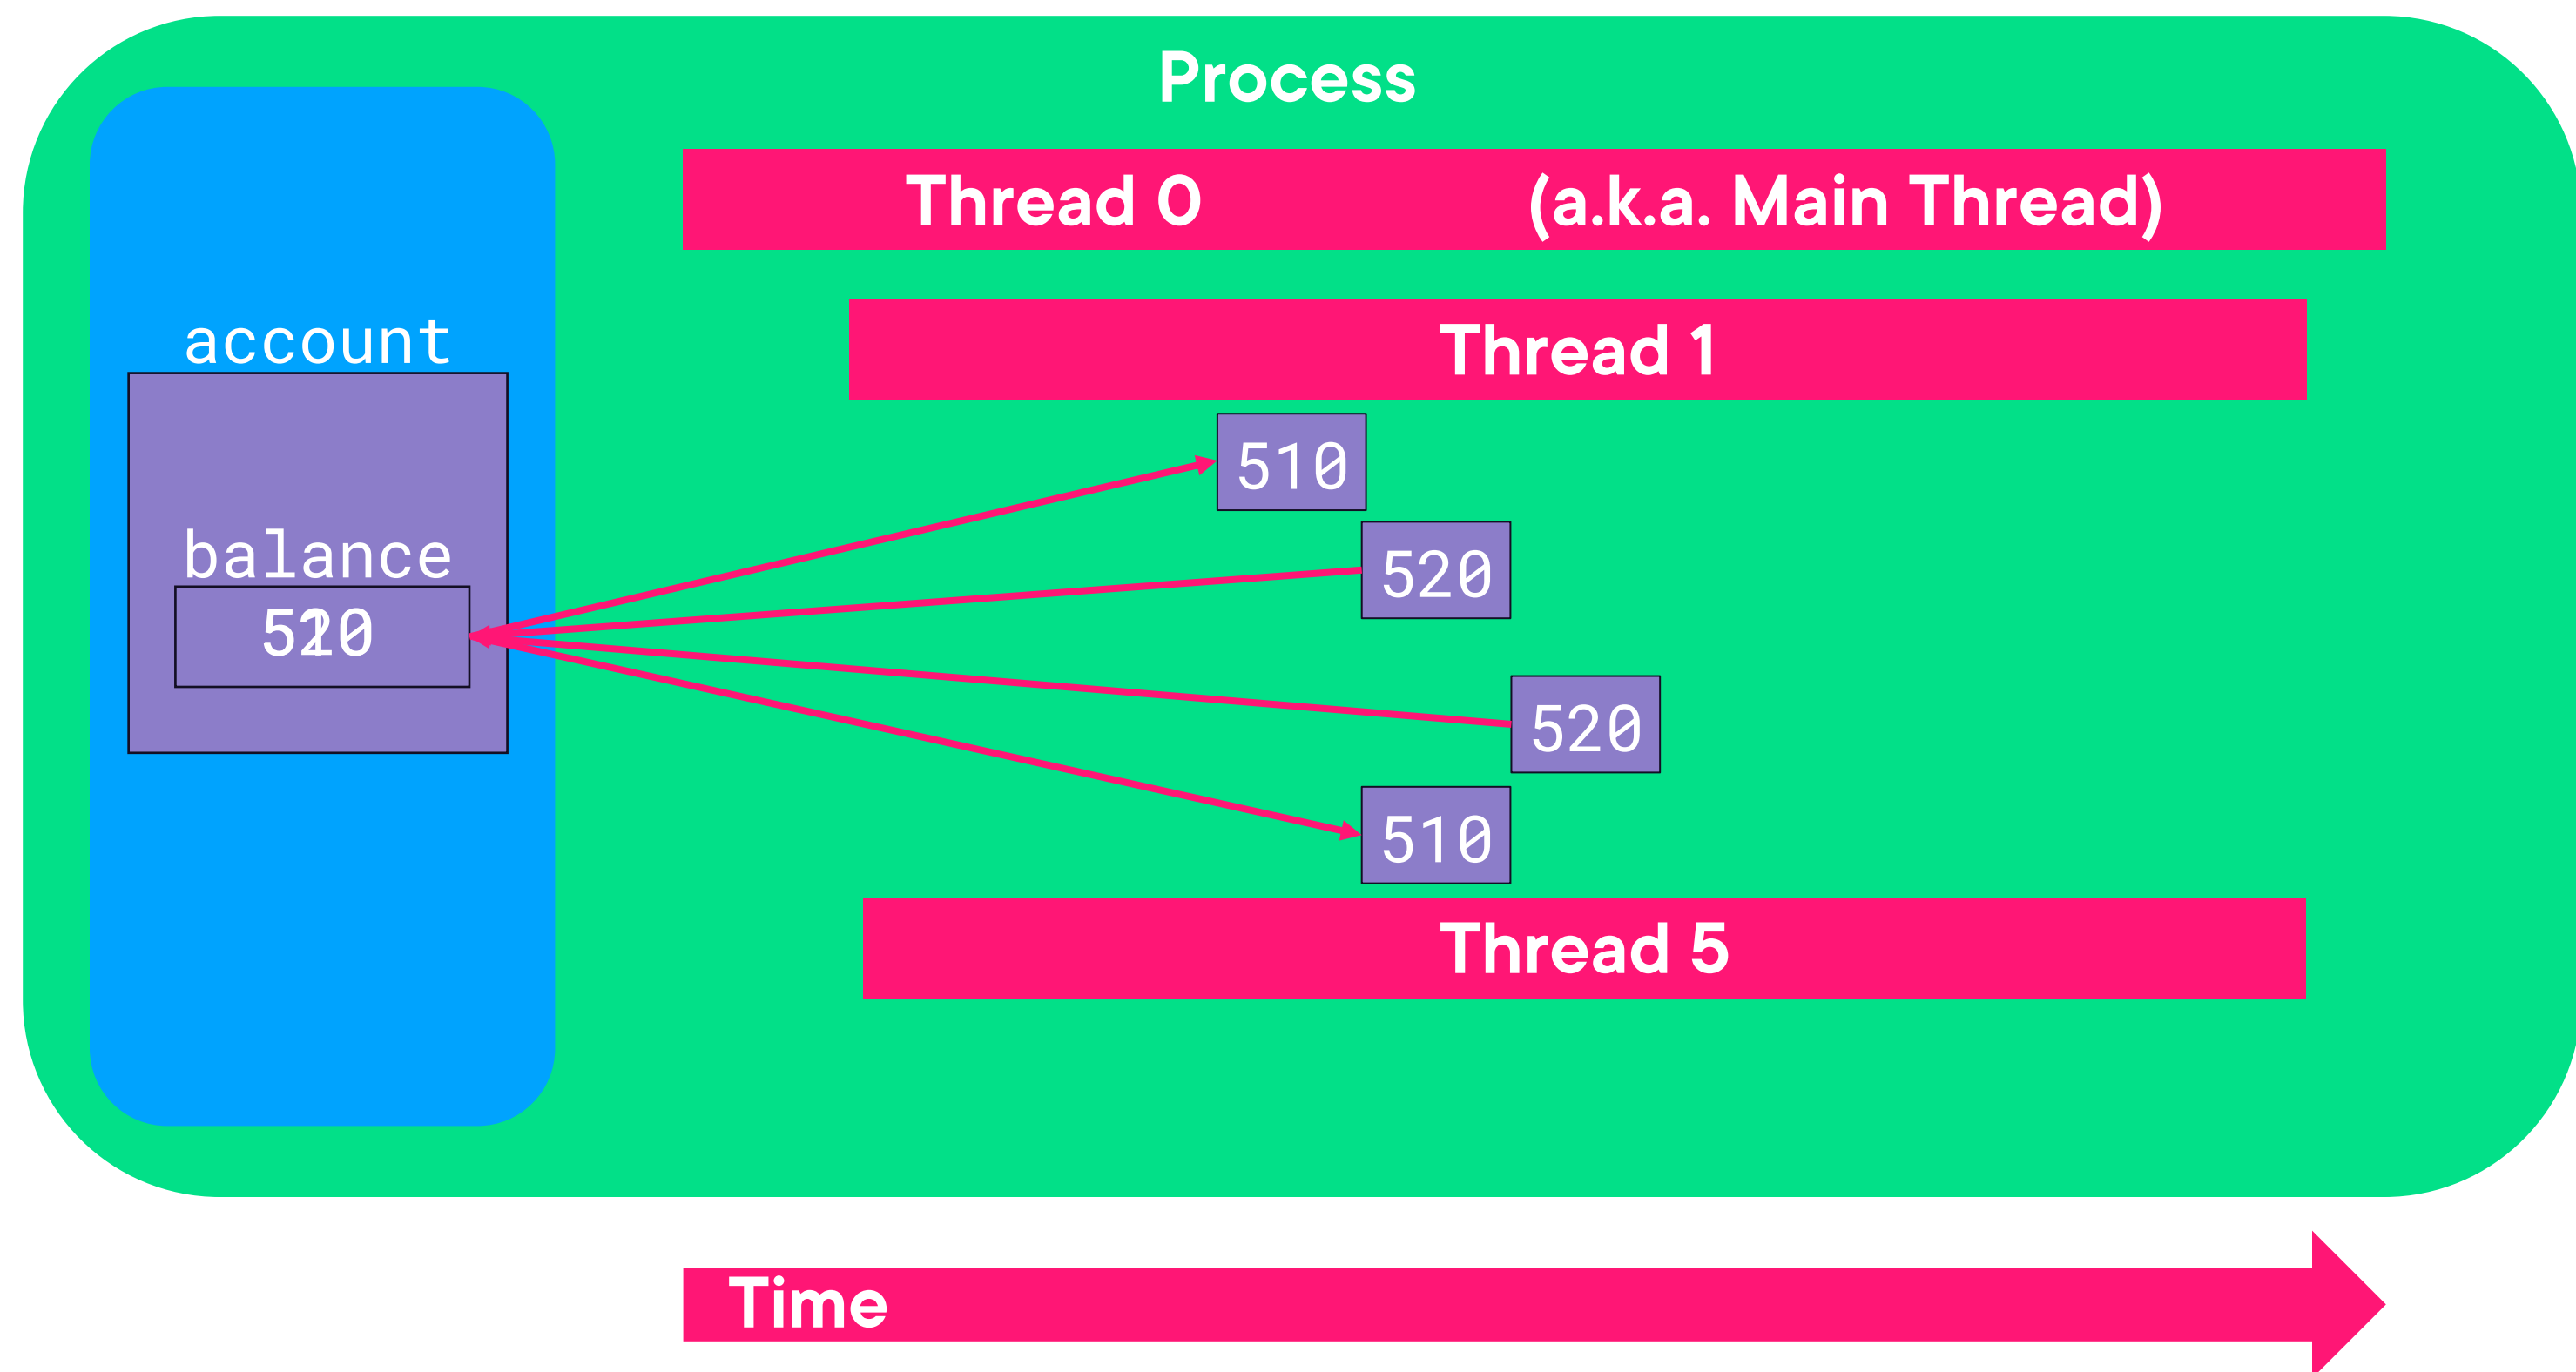 Process
Thread 0 (a.k.a. Main Thread)
Thread 1
account
510
balance
520
520
510
Thread 5
Time